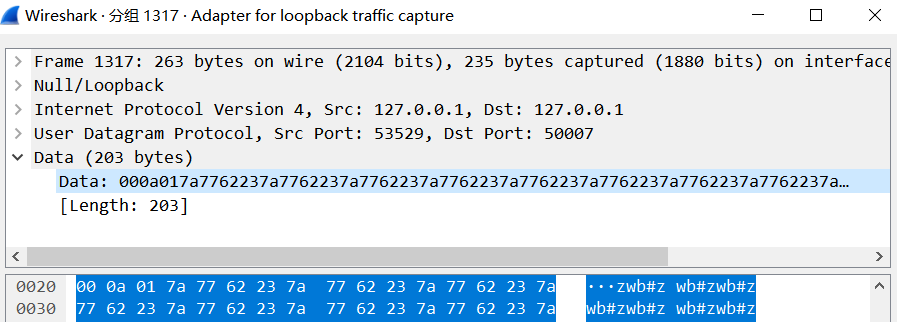 Wireshark · 分组 1317 · Adapter for loopback traffic capture
Frame 1317: 263 bytes on wire (2104 bits), 235 bytes captured (1880 bits) on interface
Null/Loopback
Internet Protocol Version 4, Src: 127.0.0.1, Dst: 127.0.0.1
User Datagram Protocol, Src Port: 53529, Dst Port: 50007
Data (203 bytes)
Data: 000a017a7762237a7762237a7762237a7762237a7762237a7762237a7762237a7762237a…
[Length: 203]
0020 00 0a 01 7a 77 62 23 7a 77 62 23 7a 77 62 23 7a ···zwb#z wb#zwb#z
0030 77 62 23 7a 77 62 23 7a 77 62 23 7a 77 62 23 7a wb#zwb#z wb#zwb#z